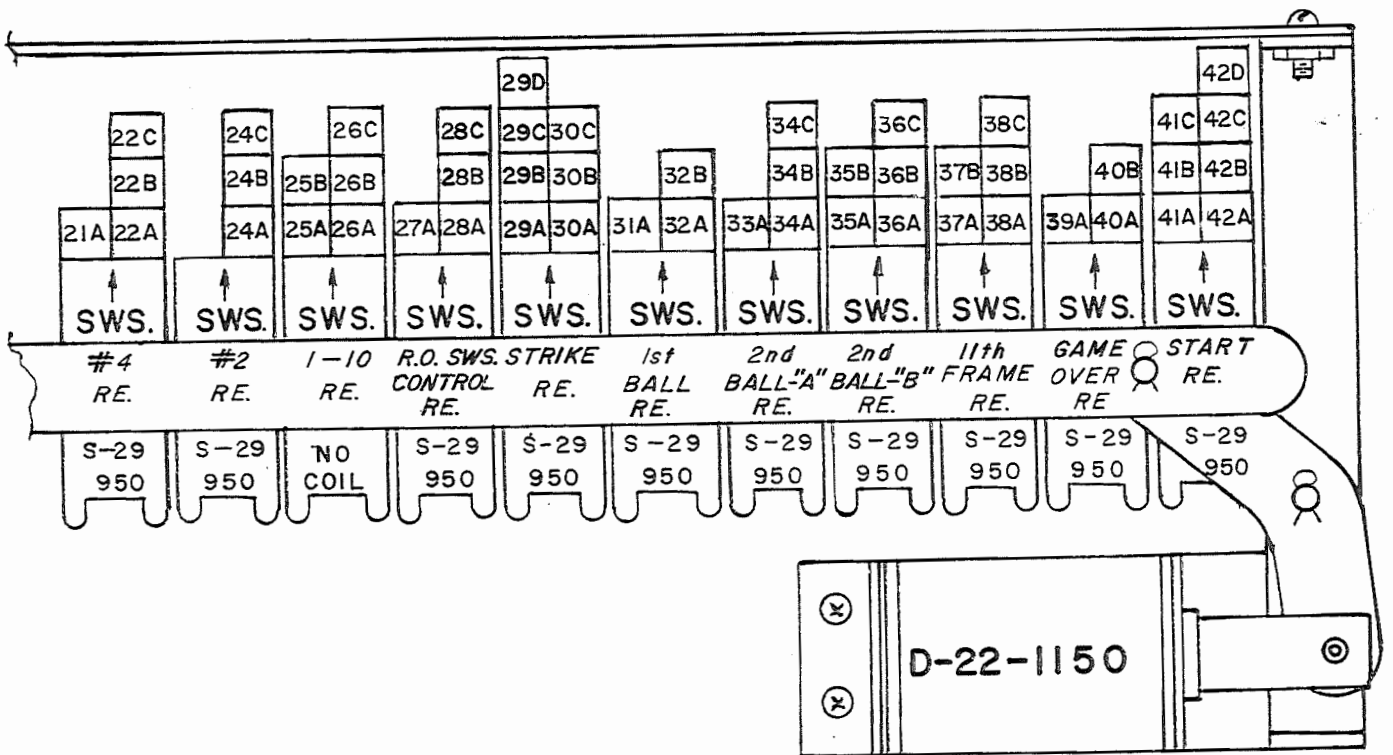 29D 42D
22C 24C 26C 28C 29C 30C 34C 36C 38C 41C 42C
22B 24B 25B 26B 28B 29B 30B 32B 34B 35B 36B 37B 38B 40B 41B 42B
21A 22A 24A 25A 26A 27A 28A 29A 30A 31A 32A 33A 34A 35A 36A 37A 38A 39A 40A 41A 42A
SWS. SWS. SWS. SWS. SWS. SWS. SWS. SWS. SWS. SWS. SWS.
#4 RE.
#2 RE.
1-10 RE.
R.O. SWS. CONTROL RE.
STRIKE RE.
1st BALL RE.
2nd BALL-"A" RE.
2nd BALL-"B" RE.
11th FRAME RE.
GAME OVER RE
START RE.
S-29 S-29 NO S-29 S-29 S-29 S-29 S-29 S-29 S-29 S-29
950 950 COIL 950 950 950 950 950 950 950 950
D-22-1150